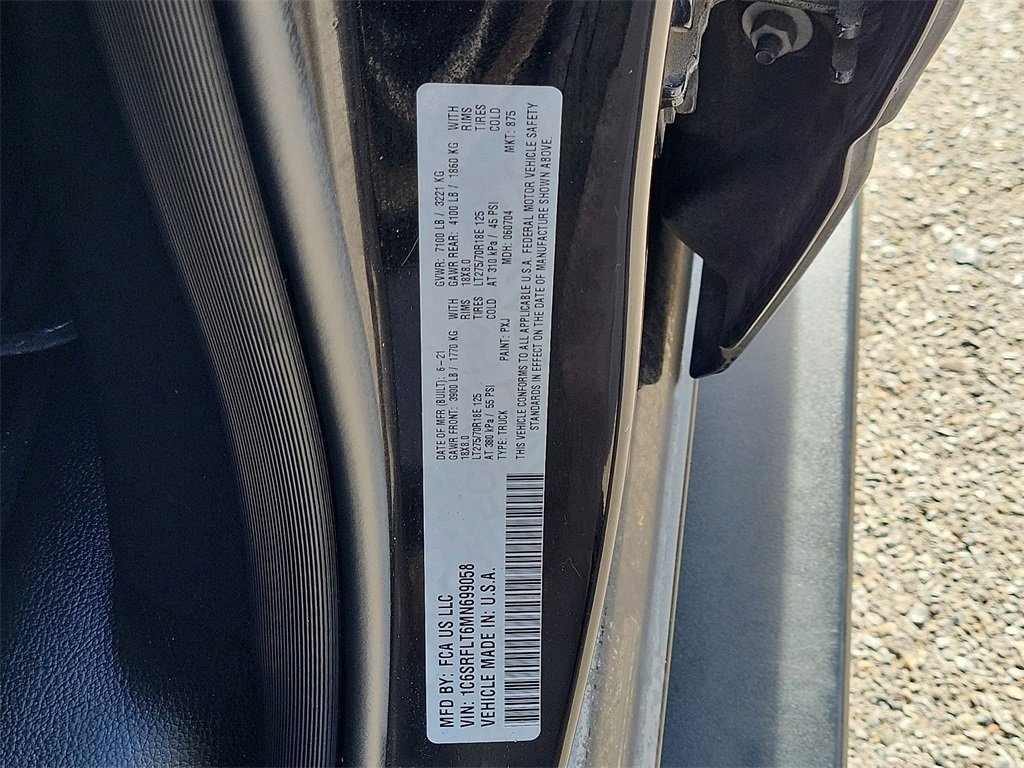 MFD BY: FCA US LLC
VIN: 1C6SRFLT6MN699058
VEHICLE MADE IN: U.S.A.
DATE OF MFR (BUILT): 6-21 GVWR: 7100 LB / 3221 KG
GAWR FRONT: 3900 LB / 1770 KG WITH GAWR REAR: 4100 LB / 1860 KG WITH
18X8.0 RIMS 18X8.0 RIMS
LT275/70R18E 125 TIRES LT275/70R18E 125 TIRES
AT 380 kPa / 55 PSI COLD AT 310 kPa / 45 PSI COLD
TYPE: TRUCK PAINT: PXJ MDH: 060704 MKT: 875
THIS VEHICLE CONFORMS TO ALL APPLICABLE U.S.A. FEDERAL MOTOR VEHICLE SAFETY
STANDARDS IN EFFECT ON THE DATE OF MANUFACTURE SHOWN ABOVE.